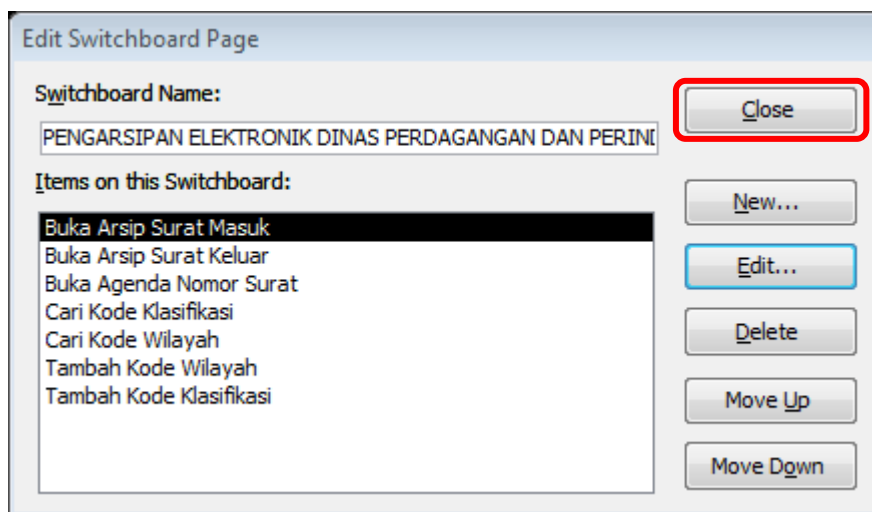 Edit Switchboard Page
Switchboard Name:
Close
PENGARSIPAN ELEKTRONIK DINAS PERDAGANGAN DAN PERIN
Items on this Switchboard:
New...
Buka Arsip Surat Masuk
Buka Arsip Surat Keluar
Edit...
Buka Agenda Nomor Surat
Cari Kode Klasifikasi
Delete
Cari Kode Wilayah
Tambah Kode Wilayah
Tambah Kode Klasifikasi
Move Up
Move Down